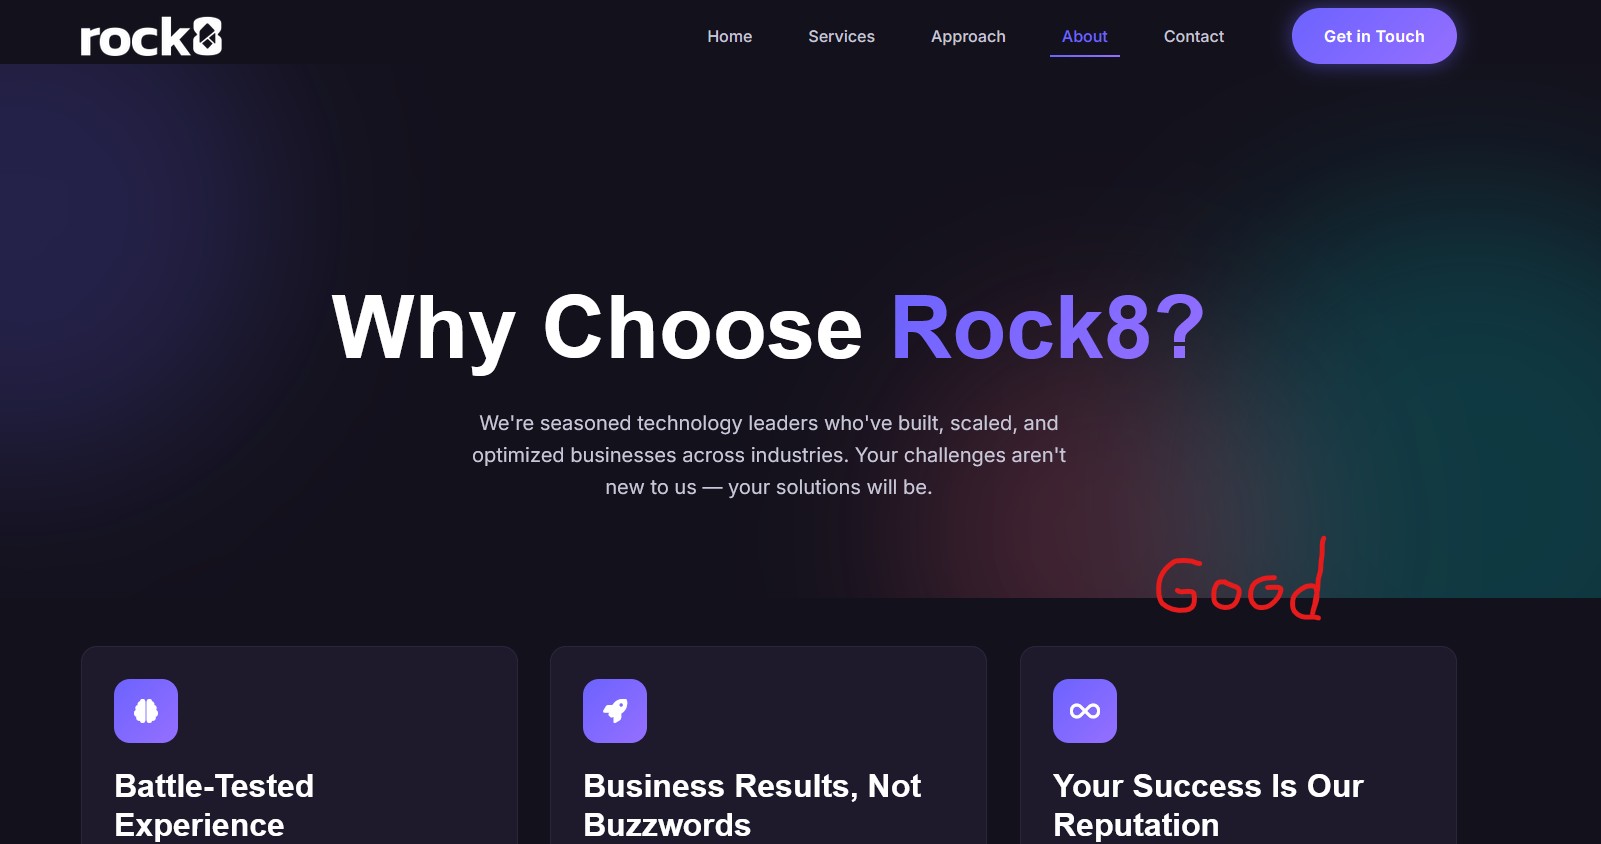 rock8
Home Services Approach About Contact Get in Touch
Why Choose Rock8?
We're seasoned technology leaders who've built, scaled, and
optimized businesses across industries. Your challenges aren't
new to us — your solutions will be.
Good
Battle-Tested
Experience
Business Results, Not
Buzzwords
Your Success Is Our
Reputation